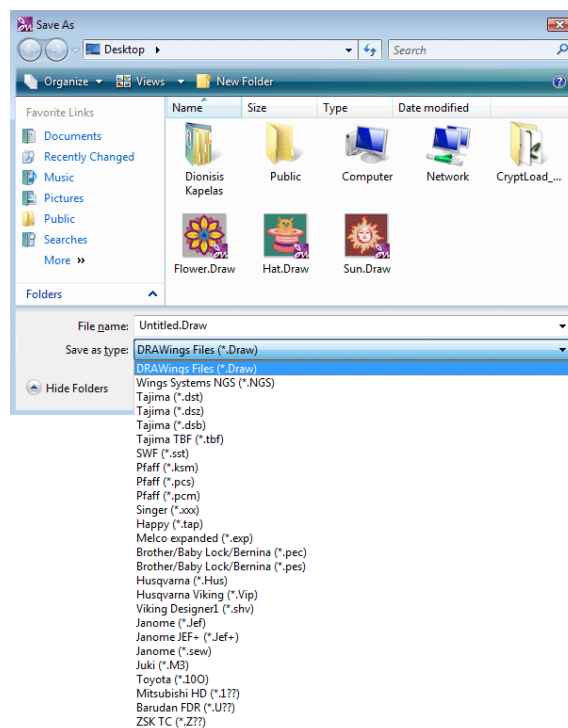 Save As
Desktop
Search
Organize Views New Folder
Favorite Links
Documents
Recently Changed
Music
Pictures
Public
Searches
More »
Folders
Name Size Type Date modified
Dionisis
Kapelas
Public
Computer
Network
CryptLoad_...
Flower.Draw
Hat.Draw
Sun.Draw
File name: Untitled.Draw
Save as type: DRAWings Files (*.Draw)
Hide Folders
DRAWings Files (*.Draw)
Wings Systems NGS (*.NGS)
Tajima (*.dst)
Tajima (*.dsz)
Tajima (*.dsb)
Tajima TBF (*.tbf)
SWF (*.sst)
Pfaff (*.ksm)
Pfaff (*.pcs)
Pfaff (*.pcm)
Singer (*.xxx)
Happy (*.tap)
Melco expanded (*.exp)
Brother/Baby Lock/Bernina (*.pec)
Brother/Baby Lock/Bernina (*.pes)
Husqvarna (*.Hus)
Husqvarna Viking (*.Vip)
Viking Designer1 (*.shv)
Janome (*.Jef)
Janome JEF+ (*.Jef+)
Janome (*.sew)
Juki (*.M3)
Toyota (*.10O)
Mitsubishi HD (*.1??)
Barudan FDR (*.U??)
ZSK TC (*.Z??)